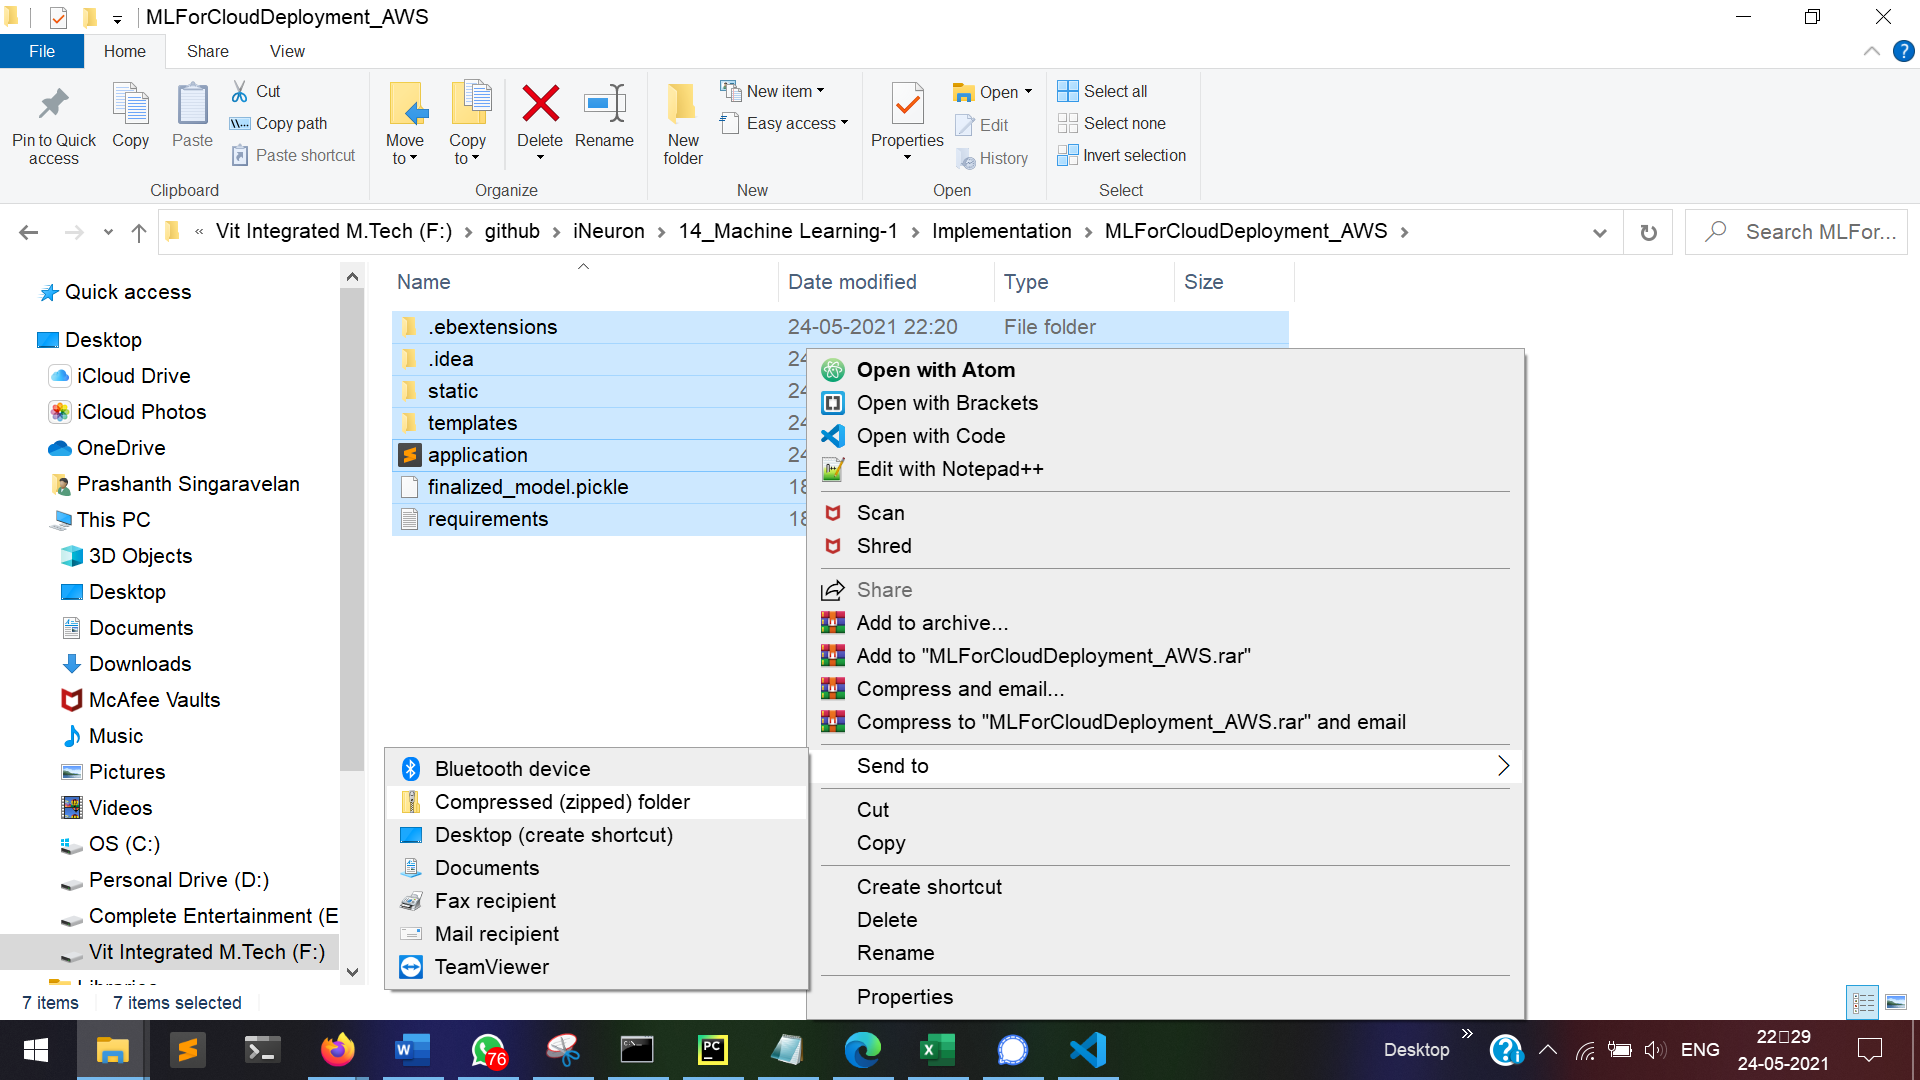 MLForCloudDeployment_AWS
File
Home
Share
View
Pin to Quick access
Copy
Paste
Cut
Copy path
Paste shortcut
Clipboard
Move to
Copy to
Delete
Rename
Organize
New folder
New item
Easy access
New
Properties
Open
Edit
History
Open
Select all
Select none
Invert selection
Select
« Vit Integrated M.Tech (F:) > github > iNeuron > 14_Machine Learning-1 > Implementation > MLForCloudDeployment_AWS >
Search MLFor...
Quick access
Desktop
iCloud Drive
iCloud Photos
OneDrive
Prashanth Singaravelan
This PC
3D Objects
Desktop
Documents
Downloads
McAfee Vaults
Music
Pictures
Videos
OS (C:)
Personal Drive (D:)
Complete Entertainment (E
Vit Integrated M.Tech (F:)
Name
Date modified
Type
Size
.ebextensions 24-05-2021 22:20 File folder
.idea 24
static 24
templates 24
application 24
finalized_model.pickle 18
requirements 18
Open with Atom
Open with Brackets
Open with Code
Edit with Notepad++
Scan
Shred
Share
Add to archive...
Add to "MLForCloudDeployment_AWS.rar"
Compress and email...
Compress to "MLForCloudDeployment_AWS.rar" and email
Send to
Cut
Copy
Create shortcut
Delete
Rename
Properties
Bluetooth device
Compressed (zipped) folder
Desktop (create shortcut)
Documents
Fax recipient
Mail recipient
TeamViewer
7 items
7 items selected
76
Desktop
ENG
22▯29
24-05-2021